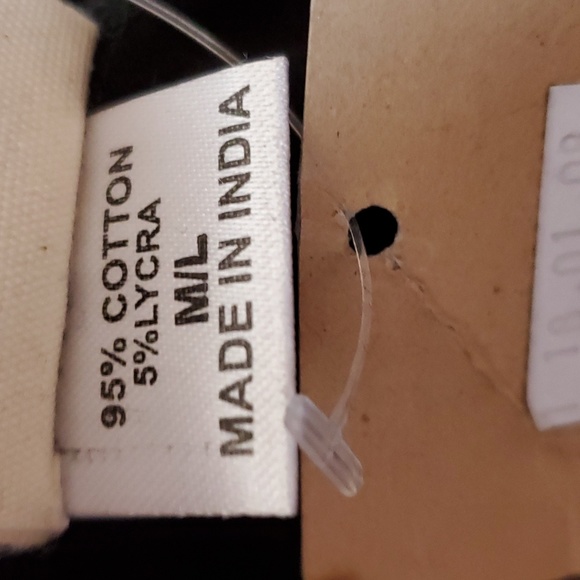 95% COTTON
5%LYCRA
M/L
MADE IN INDIA